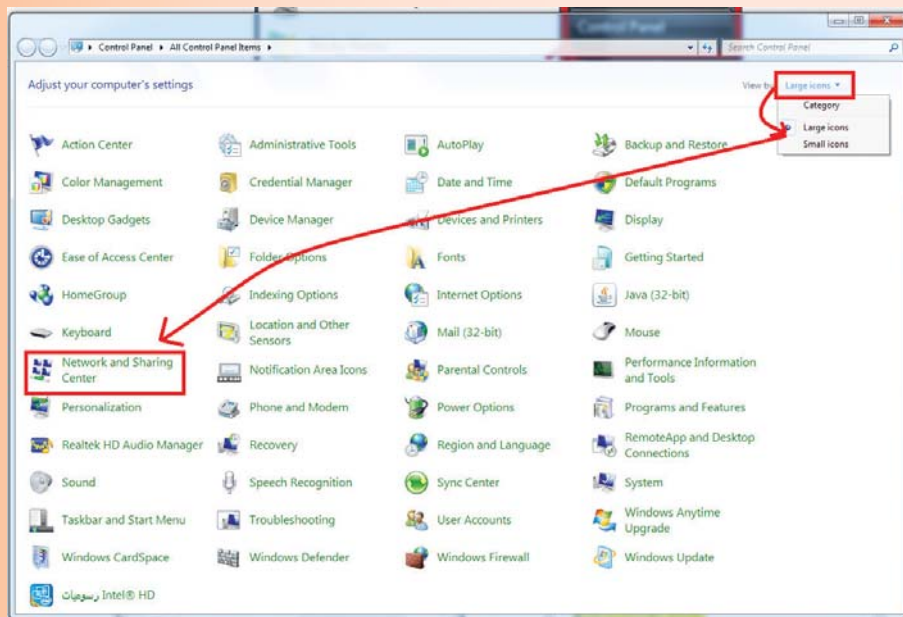 Control Panel
Control Panel ▸ All Control Panel Items ▸
Search Control Panel
Adjust your computer's settings
View by: Large icons ▼
Category
Large icons
Small icons
Action Center
Administrative Tools
AutoPlay
Backup and Restore
Color Management
Credential Manager
Date and Time
Default Programs
Desktop Gadgets
Device Manager
Devices and Printers
Display
Ease of Access Center
Folder Options
Fonts
Getting Started
HomeGroup
Indexing Options
Internet Options
Java (32-bit)
Keyboard
Location and Other
Sensors
Mail (32-bit)
Mouse
Network and Sharing
Center
Notification Area Icons
Parental Controls
Performance Information
and Tools
Personalization
Phone and Modem
Power Options
Programs and Features
Realtek HD Audio Manager
Recovery
Region and Language
RemoteApp and Desktop
Connections
Sound
Speech Recognition
Sync Center
System
Taskbar and Start Menu
Troubleshooting
User Accounts
Windows Anytime
Upgrade
Windows CardSpace
Windows Defender
Windows Firewall
Windows Update
رسوميات Intel® HD